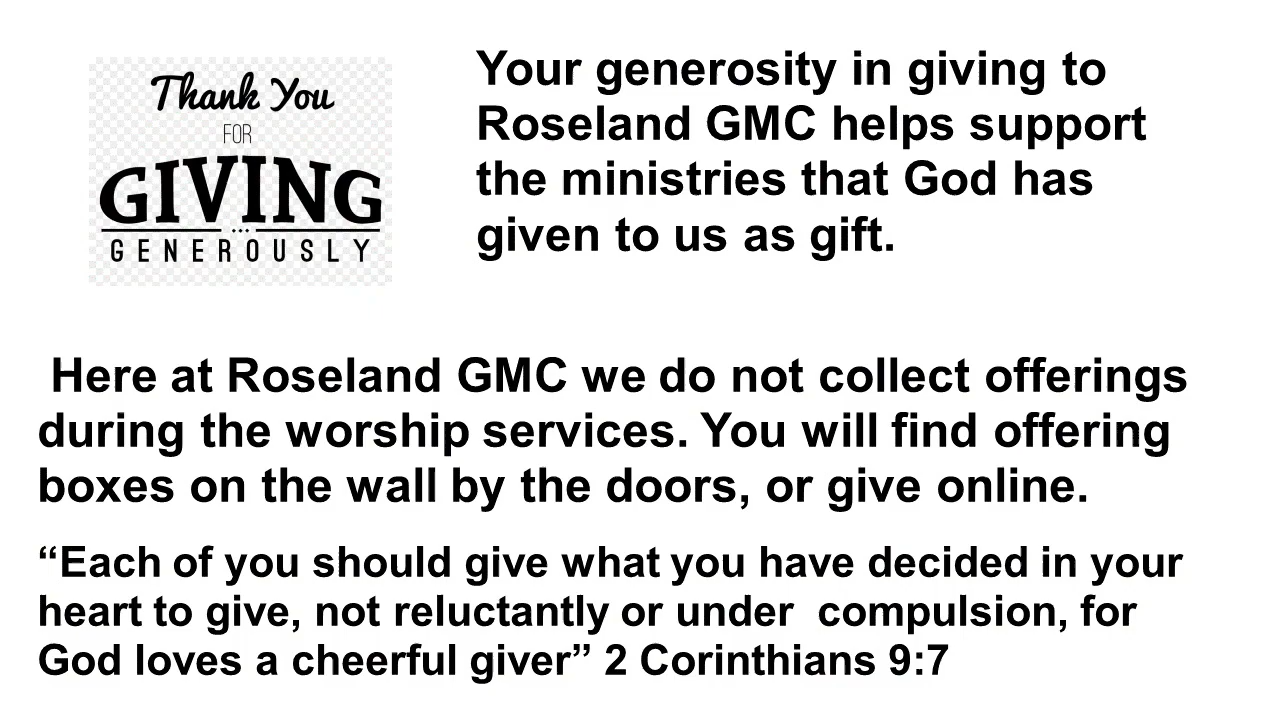 Thank You
FOR
GIVING
GENEROUSLY
Your generosity in giving to
Roseland GMC helps support
the ministries that God has
given to us as gift.
Here at Roseland GMC we do not collect offerings
during the worship services. You will find offering
boxes on the wall by the doors, or give online.
“Each of you should give what you have decided in your
heart to give, not reluctantly or under  compulsion, for
God loves a cheerful giver” 2 Corinthians 9:7